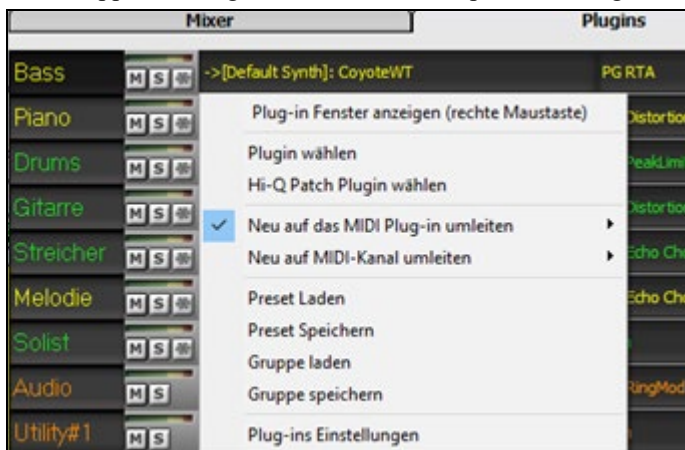 Mixer Plugins
Bass M S ->[Default Synth]: CoyoteWT PG RTA
Piano M S Plug-in Fenster anzeigen (rechte Maustaste) Distortio
Drums M S Plugin wählen PeakLimi
Hi-Q Patch Plugin wählen
Gitarre M S Neu auf das MIDI Plug-in umleiten Distortio
Streicher M S Neu auf MIDI-Kanal umleiten Echo Ch
Melodie M S Preset Laden Echo Ch
Preset Speichern
Solist M S Gruppe laden
Audio M S Gruppe speichern RingMod
Utility#1 M S Plug-ins Einstellungen